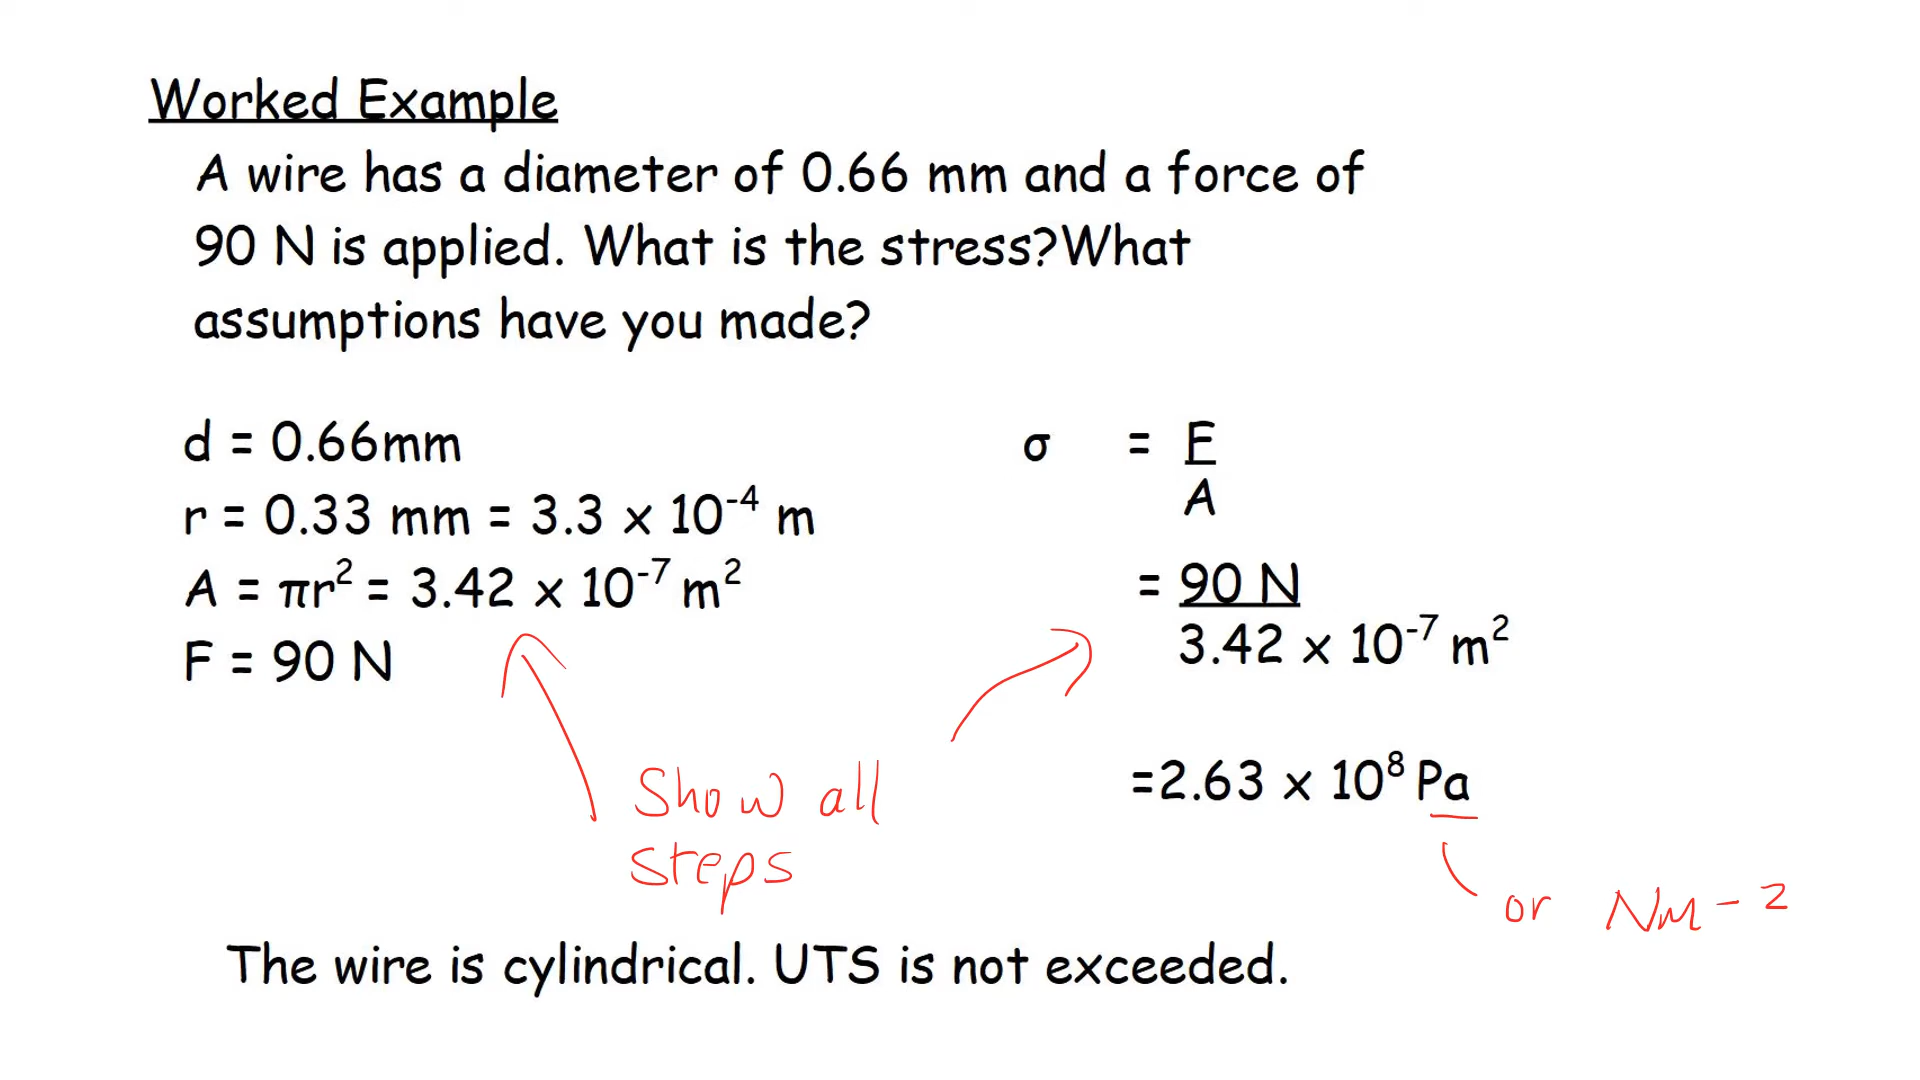 Worked Example
A wire has a diameter of 0.66 mm and a force of
90 N is applied. What is the stress?What
assumptions have you made?
d = 0.66mm
r = 0.33 mm = 3.3 x 10⁻⁴ m
A = πr² = 3.42 x 10⁻⁷ m²
F = 90 N
σ = F
A
= 90 N
3.42 x 10⁻⁷ m²
=2.63 x 10⁸ Pa
Show all
steps
or Nm⁻²
The wire is cylindrical. UTS is not exceeded.